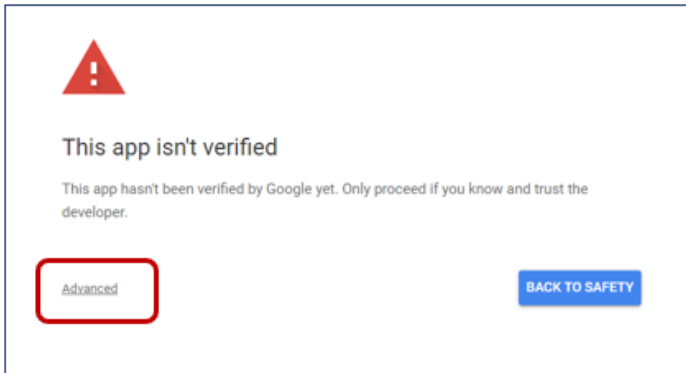 This app isn't verified
This app hasn't been verified by Google yet. Only proceed if you know and trust the
developer.
Advanced
BACK TO SAFETY